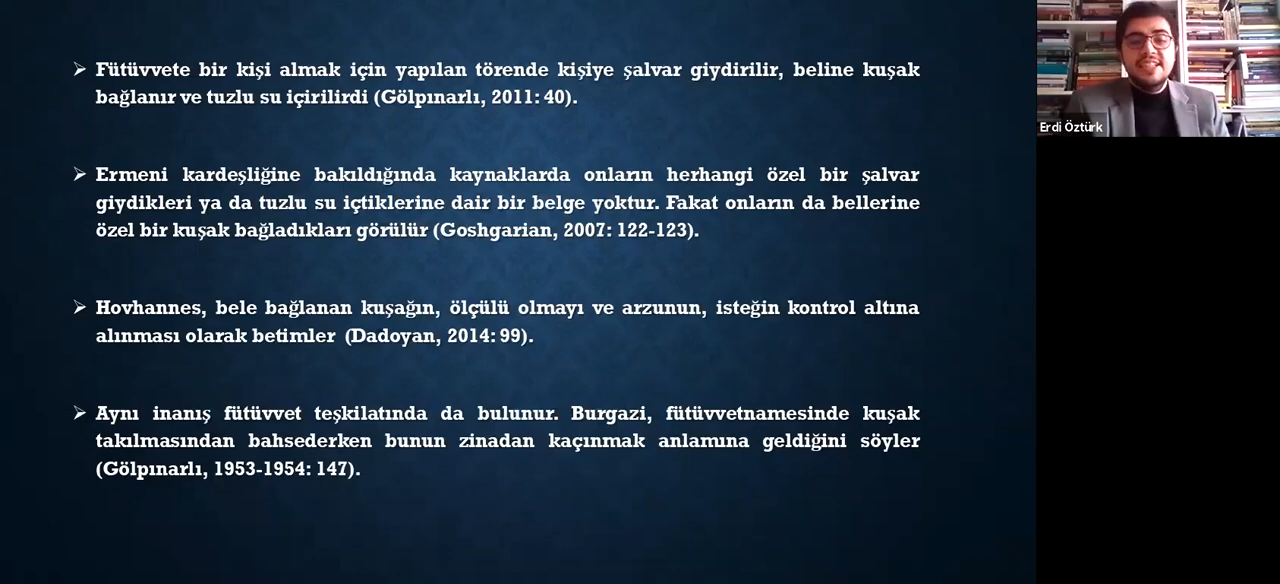 ➢ Fütüvvete bir kişi almak için yapılan törende kişiye şalvar giydirilir, beline kuşak
bağlanır ve tuzlu su içirilirdi (Gölpınarlı, 2011: 40).
➢ Ermeni kardeşliğine bakıldığında kaynaklarda onların herhangi özel bir şalvar
giydikleri ya da tuzlu su içtiklerine dair bir belge yoktur. Fakat onların da bellerine
özel bir kuşak bağladıkları görülür (Goshgarian, 2007: 122-123).
➢ Hovhannes, bele bağlanan kuşağın, ölçülü olmayı ve arzunun, isteğin kontrol altına
alınması olarak betimler (Dadoyan, 2014: 99).
➢ Aynı inanış fütüvvet teşkilatında da bulunur. Burgazi, fütüvvetnamesinde kuşak
takılmasından bahsederken bunun zinadan kaçınmak anlamına geldiğini söyler
(Gölpınarlı, 1953-1954: 147).
Erdi Öztürk